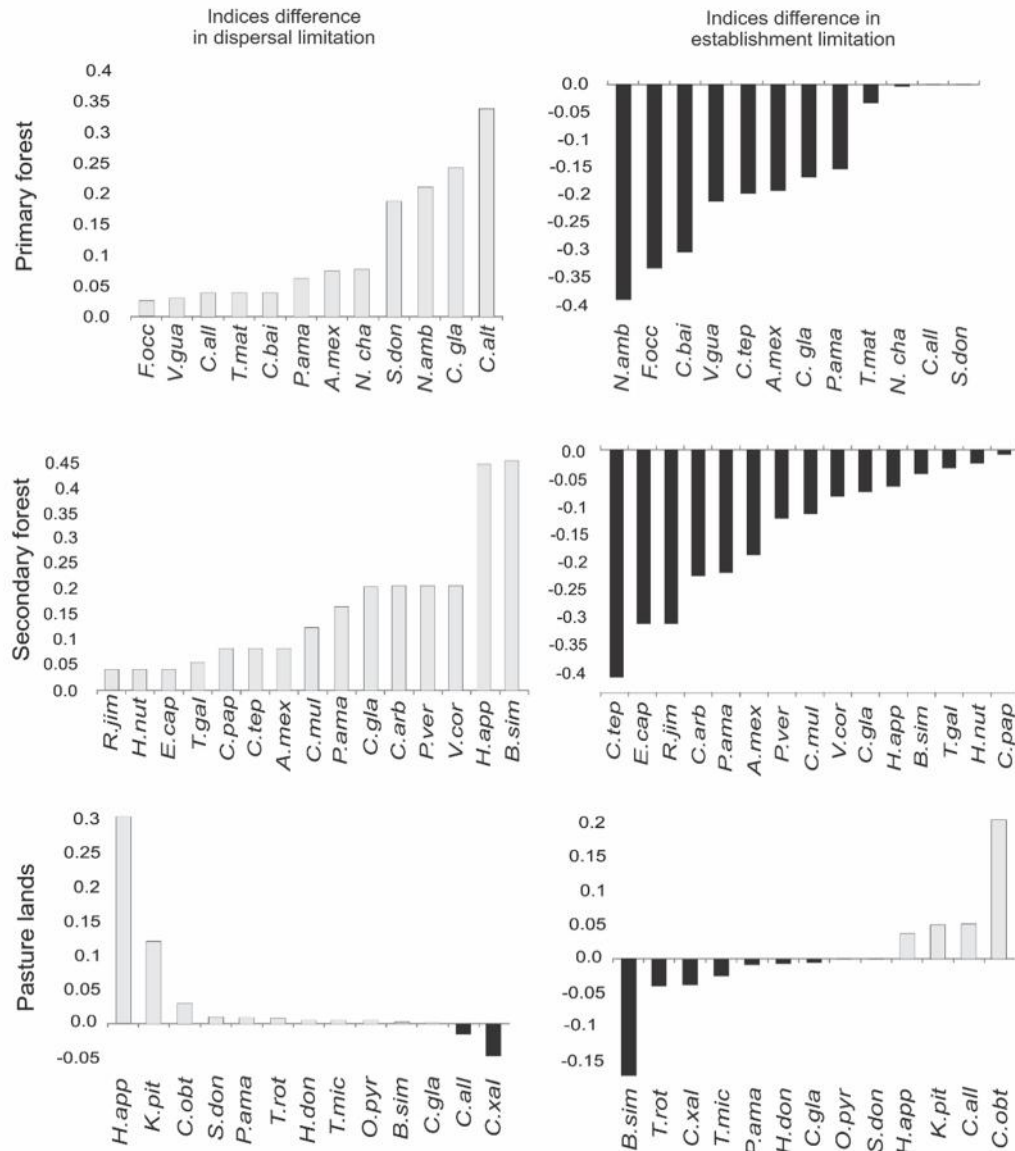 Indices difference
in dispersal limitation
Indices difference in
establishment limitation
Primary forest
0.4
0.35
0.3
0.25
0.2
0.15
0.1
0.05
0.0
F.occ
V.gua
C.all
T.mat
C.bai
P.ama
A.mex
N. cha
S.don
N.amb
C. gla
C.alt
0.0
-0.05
-0.1
-0.15
-0.2
-0.25
-0.3
-0.35
-0.4
N.amb
F.occ
C.bai
V.gua
C.tep
A.mex
C. gla
P.ama
T.mat
N. cha
C.all
S.don
Secondary forest
0.45
0.4
0.35
0.3
0.25
0.2
0.15
0.1
0.05
0.0
R.jim
H.nut
E.cap
T.gal
C.pap
C.tep
A.mex
C.mul
P.ama
C.gla
C.arb
P.ver
V.cor
H.app
B.sim
0.0
-0.05
-0.1
-0.15
-0.2
-0.25
-0.3
-0.35
-0.4
C.tep
E.cap
R.jim
C.arb
P.ama
A.mex
P.ver
C.mul
V.cor
C.gla
H.app
B.sim
T.gal
H.nut
C.pap
Pasture lands
0.3
0.25
0.2
0.15
0.1
0.05
0.0
-0.05
H.app
K.pit
C.obt
S.don
P.ama
T.rot
H.don
T.mic
O.pyr
B.sim
C.gla
C.all
C.xal
0.2
0.15
0.1
0.05
0.0
-0.05
-0.1
-0.15
B.sim
T.rot
C.xal
T.mic
P.ama
H.don
C.gla
O.pyr
S.don
H.app
K.pit
C.all
C.obt